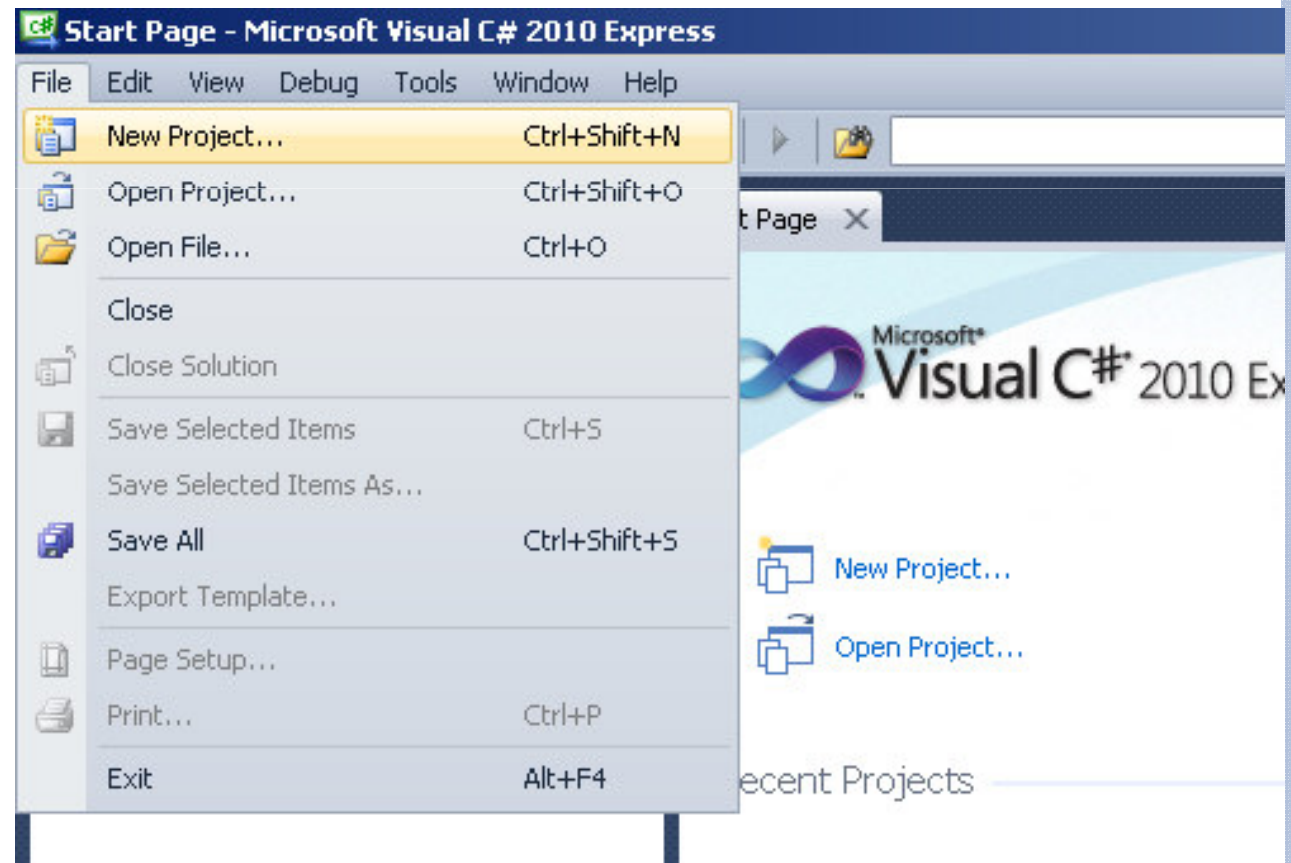 Start Page - Microsoft Visual C# 2010 Express
File Edit View Debug Tools Window Help
New Project... Ctrl+Shift+N
Open Project... Ctrl+Shift+O
Open File... Ctrl+O
Close
Close Solution
Save Selected Items Ctrl+S
Save Selected Items As...
Save All Ctrl+Shift+S
Export Template...
Page Setup...
Print... Ctrl+P
Exit Alt+F4
t Page
Microsoft®
Visual C#® 2010 Ex
New Project...
Open Project...
ecent Projects